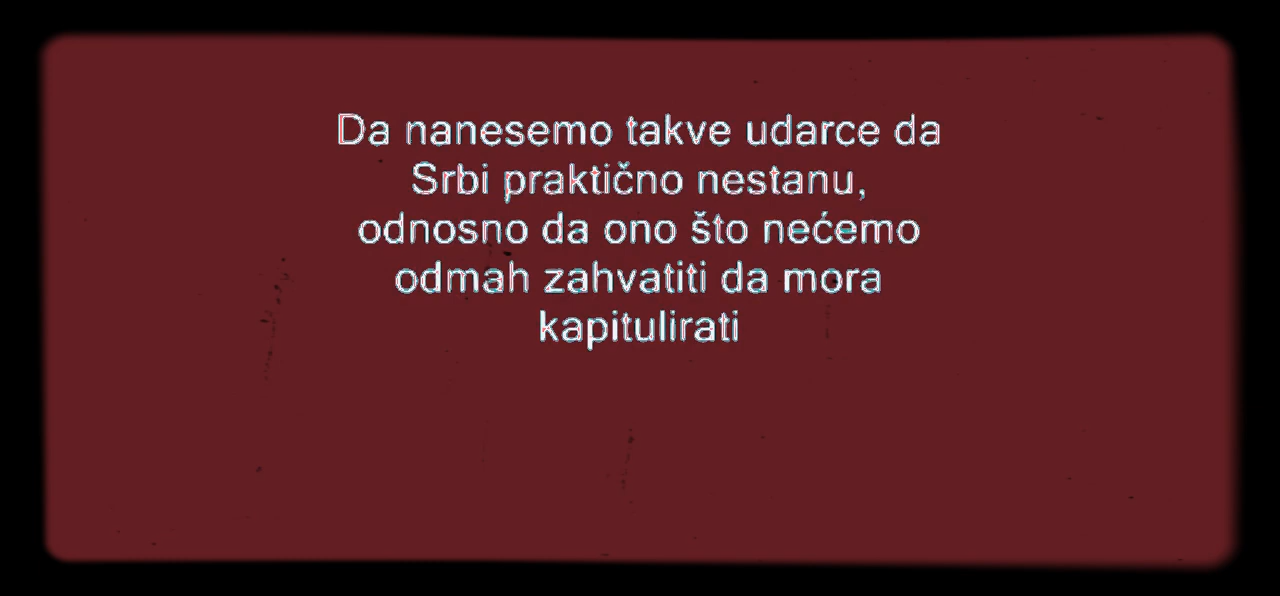 Da nanesemo takve udarce da
Srbi praktično nestanu,
odnosno da ono što nećemo
odmah zahvatiti da mora
kapitulirati